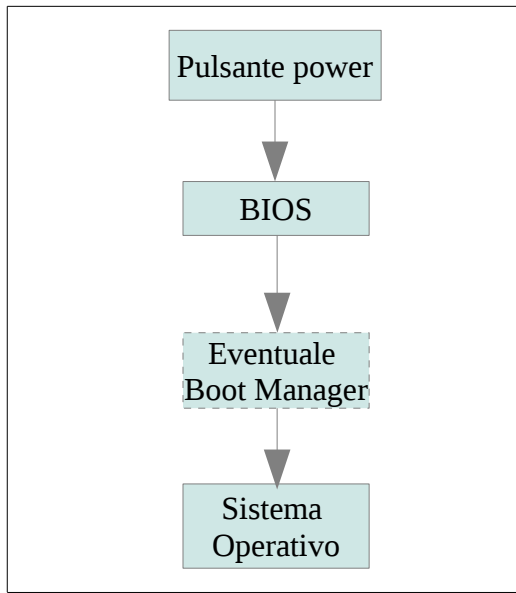 Pulsante power
BIOS
Eventuale
Boot Manager
Sistema
Operativo